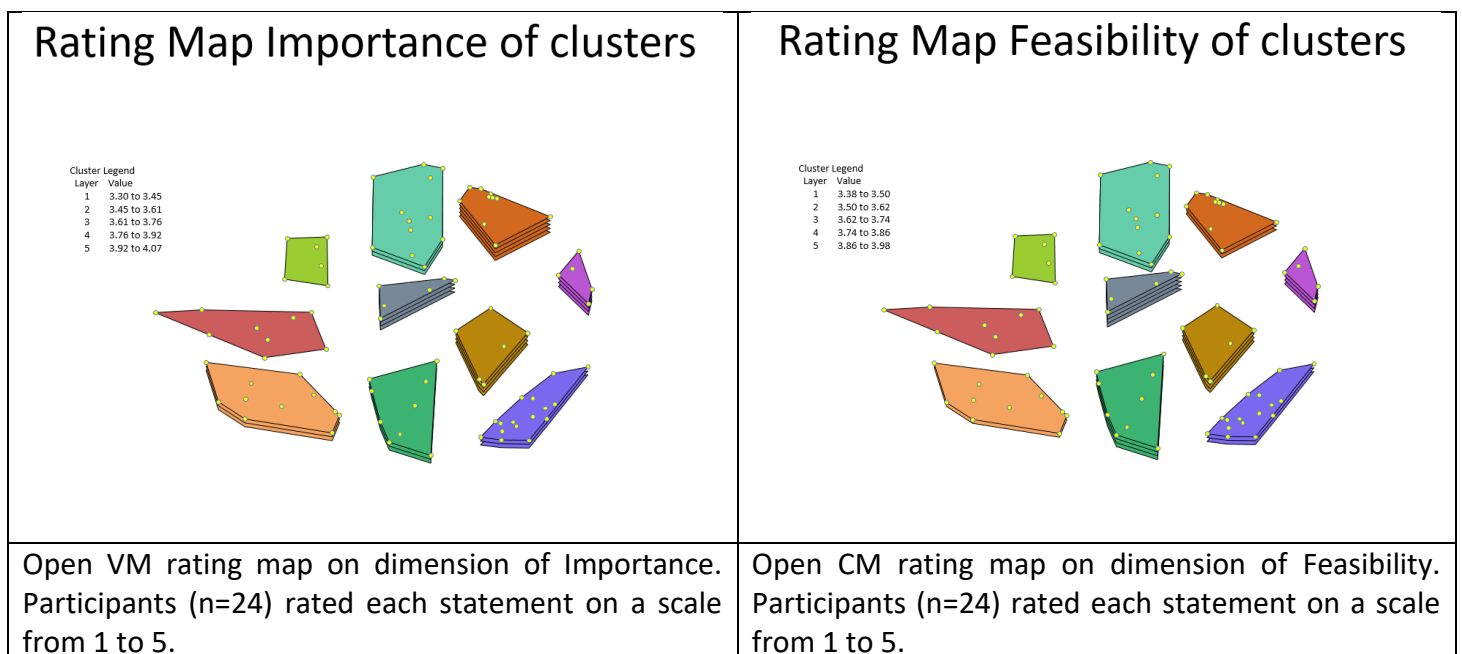 Rating Map Importance of clusters
Cluster Legend
Layer Value
1 3.30 to 3.45
2 3.45 to 3.61
3 3.61 to 3.76
4 3.76 to 3.92
5 3.92 to 4.07
Open VM rating map on dimension of Importance.
Participants (n=24) rated each statement on a scale
from 1 to 5.
Rating Map Feasibility of clusters
Cluster Legend
Layer Value
1 3.38 to 3.50
2 3.50 to 3.62
3 3.62 to 3.74
4 3.74 to 3.86
5 3.86 to 3.98
Open CM rating map on dimension of Feasibility.
Participants (n=24) rated each statement on a scale
from 1 to 5.